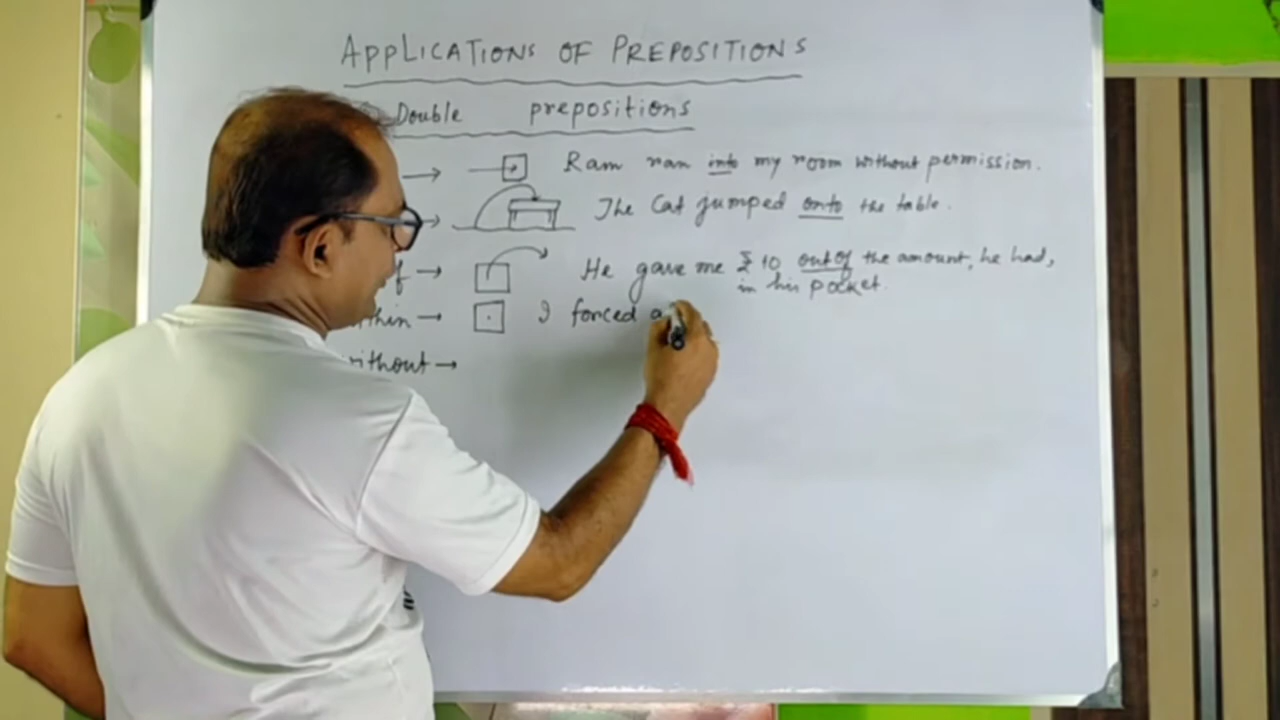 APPLICATIONS OF PREPOSITIONS
Double prepositions
→ Ram ran into my room without permission.
→ The Cat jumped onto the table.
f → He gave me ₹ 10 out of the amount, he had,
in his pocket.
thin → I forced a
without →